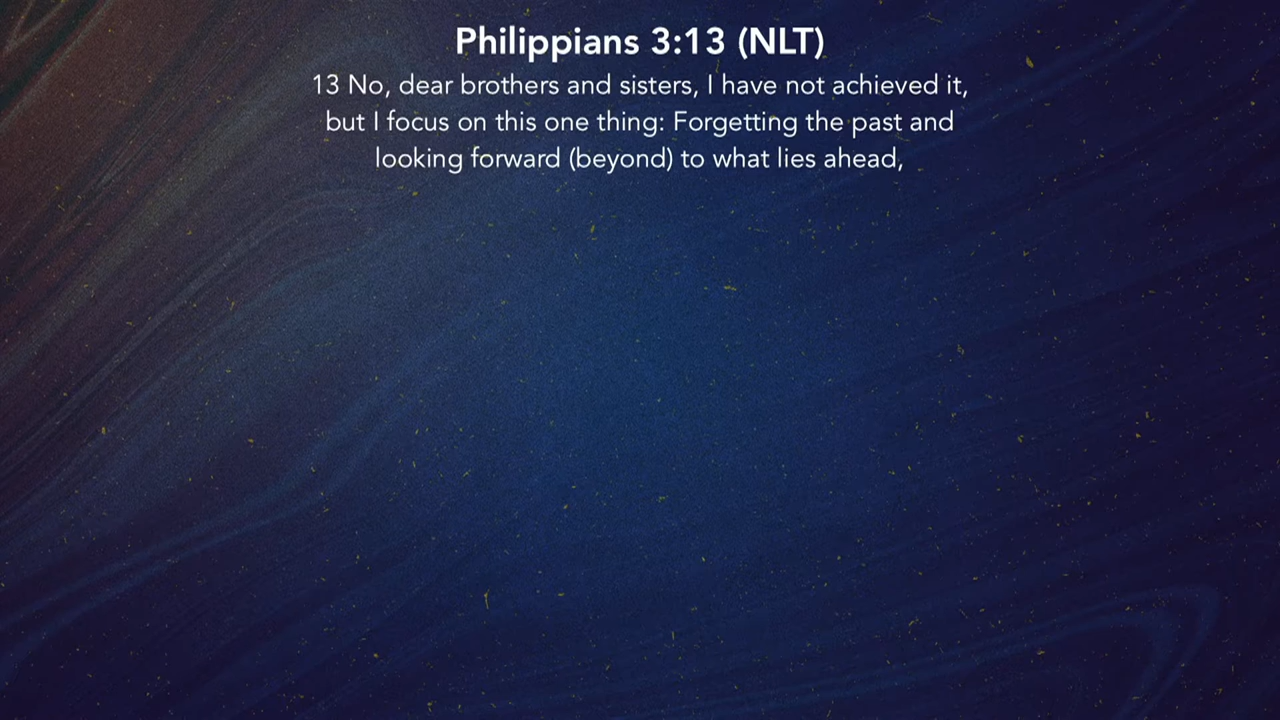 Philippians 3:13 (NLT)
13 No, dear brothers and sisters, I have not achieved it,
but I focus on this one thing: Forgetting the past and
looking forward (beyond) to what lies ahead,